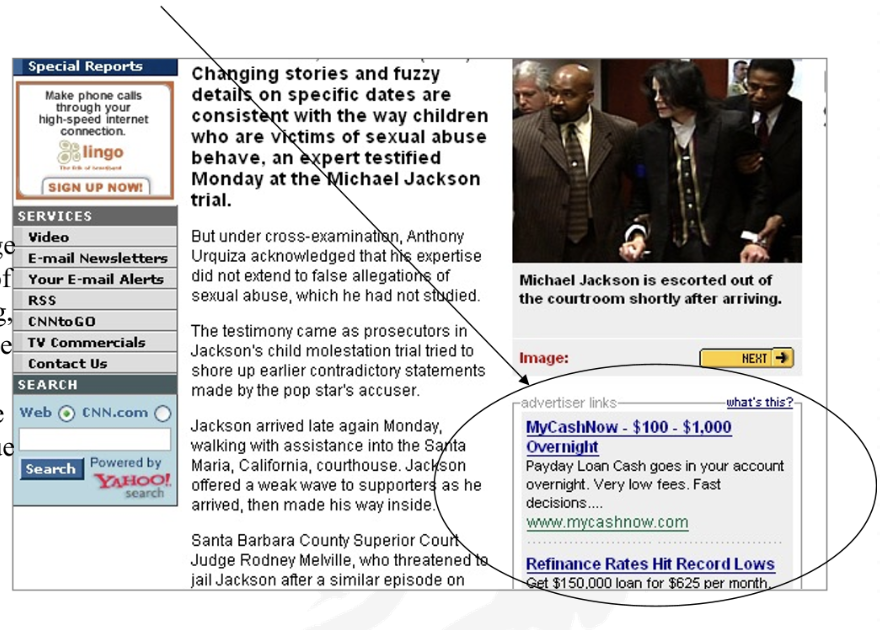 Special Reports
Make phone calls
through your
high-speed internet
connection.
lingo
SIGN UP NOW!
SERVICES
Video
E-mail Newsletters
Your E-mail Alerts
RSS
CNNtoGO
TV Commercials
Contact Us
SEARCH
Web CNN.com
Search
Powered by
YAHOO!
search
Changing stories and fuzzy
details on specific dates are
consistent with the way children
who are victims of sexual abuse
behave, an expert testified
Monday at the Michael Jackson
trial.
But under cross-examination, Anthony
Urquiza acknowledged that his expertise
did not extend to false allegations of
sexual abuse, which he had not studied.
The testimony came as prosecutors in
Jackson's child molestation trial tried to
shore up earlier contradictory statements
made by the pop star's accuser.
Jackson arrived late again Monday,
walking with assistance into the Santa
Maria, California, courthouse. Jackson
offered a weak wave to supporters as he
arrived, then made his way inside.
Santa Barbara County Superior Court
Judge Rodney Melville, who threatened to
jail Jackson after a similar episode on
Michael Jackson is escorted out of
the courtroom shortly after arriving.
Image: NEXT
advertiser links what's this?
MyCashNow - $100 - $1,000
Overnight
Payday Loan Cash goes in your account
overnight. Very low fees. Fast
decisions....
www.mycashnow.com
Refinance Rates Hit Record Lows
Get $150,000 loan for $625 per month.